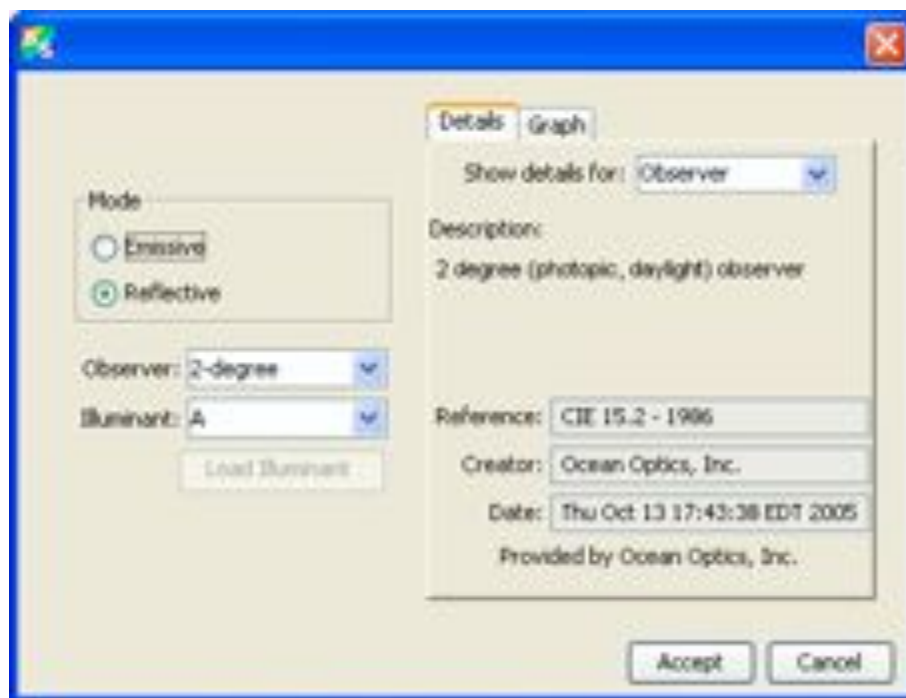 Details
Graph
Show details for: Observer
Mode
Emissive
Reflective
Description:
2 degree (photopic, daylight) observer
Observer: 2-degree
Illuminant: A
Load Illuminant
Reference: CIE 15.2 - 1986
Creator: Ocean Optics, Inc.
Date: Thu Oct 13 17:43:38 EDT 2005
Provided by Ocean Optics, Inc.
Accept
Cancel